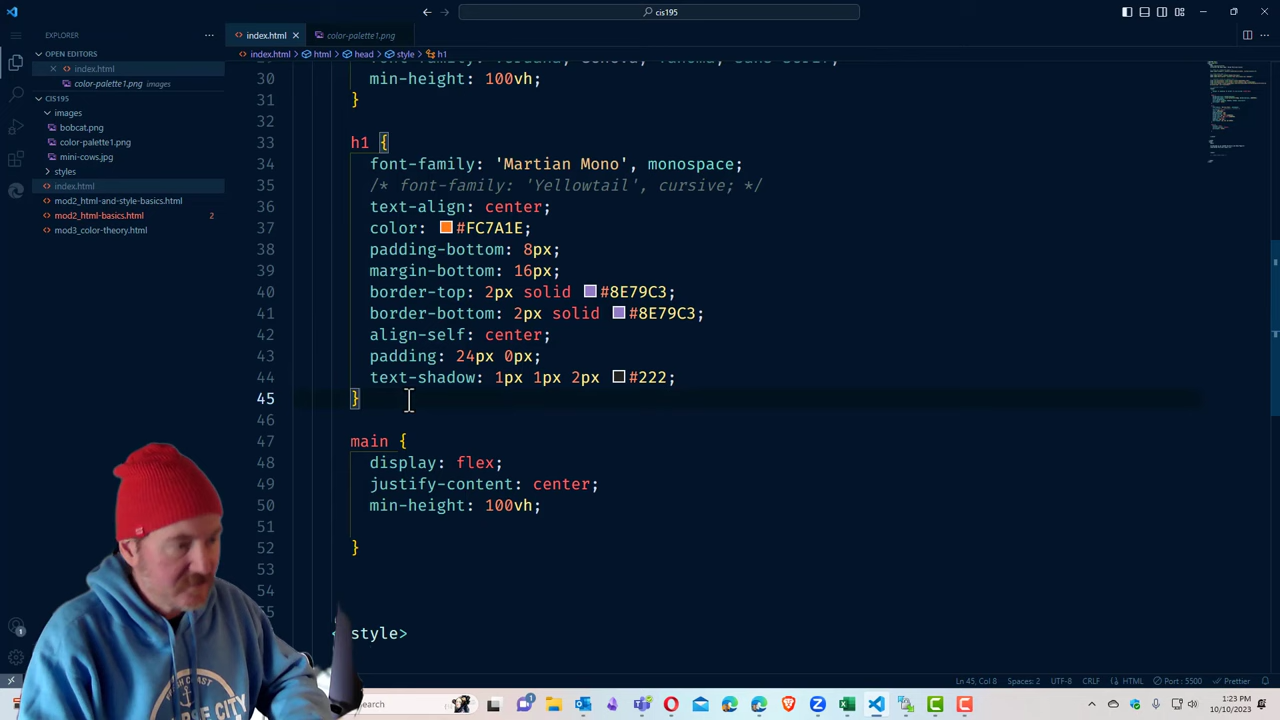 cis195
EXPLORER
index.html
color-palette1.png
index.html > html > head > style > h1
OPEN EDITORS
index.html
color-palette1.png images
CIS195
images
bobcat.png
color-palette1.png
mini-cows.jpg
styles
index.html
mod2_html-and-style-basics.html
mod2_html-basics.html 2
mod3_color-theory.html
30 min-height: 100vh;
31 }
32
33 h1 {
34 font-family: 'Martian Mono', monospace;
35 /* font-family: 'Yellowtail', cursive; */
36 text-align: center;
37 color: #FC7A1E;
38 padding-bottom: 8px;
39 margin-bottom: 16px;
40 border-top: 2px solid #8E79C3;
41 border-bottom: 2px solid #8E79C3;
42 align-self: center;
43 padding: 24px 0px;
44 text-shadow: 1px 1px 2px #222;
45 }
46
47 main {
48 display: flex;
49 justify-content: center;
50 min-height: 100vh;
51
52 }
53
54
style>
Ln 45, Col 8 Spaces: 2 UTF-8 CRLF HTML Port : 5500 Prettier
1:23 PM
10/10/2023